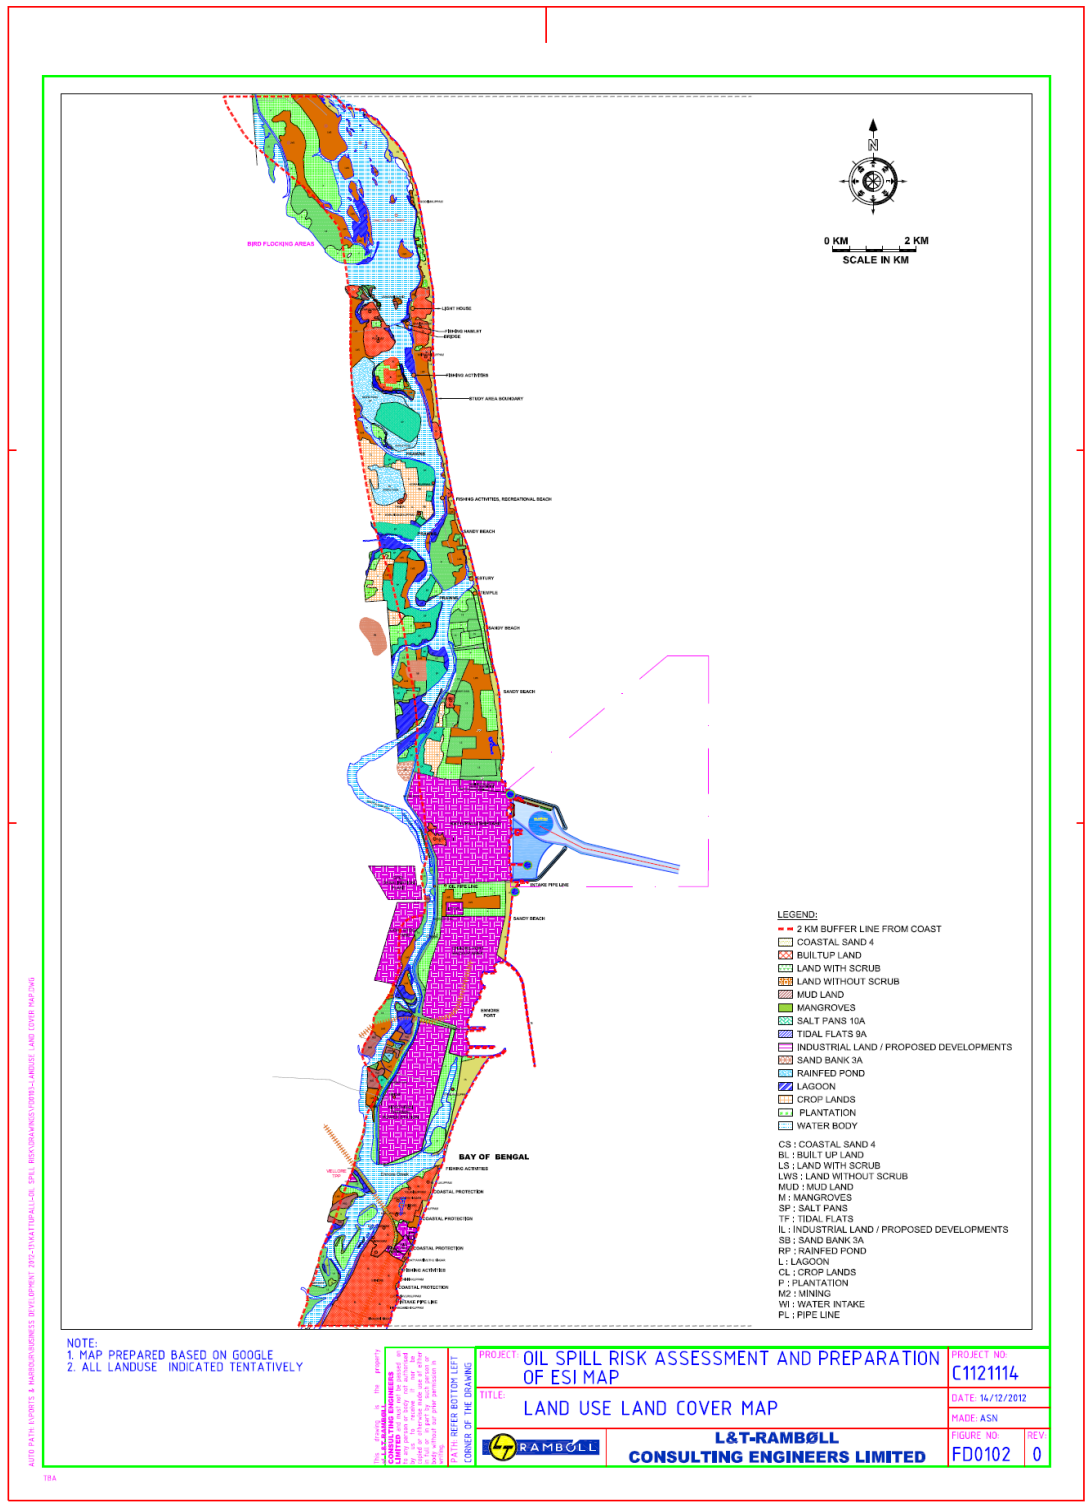 N
0 KM 2 KM
SCALE IN KM
BIRD FLOCKING AREAS
LIGHT HOUSE
FISHING HAMLET
BRIDGE
FISHING ACTIVITIES
STUDY AREA BOUNDARY
FISHING ACTIVITIES, RECREATIONAL BEACH
SANDY BEACH
ESTURY
TEMPLE
SANDY BEACH
SANDY BEACH
OIL PIPE LINE
INTAKE PIPE LINE
SANDY BEACH
ENNORE
PORT
BAY OF BENGAL
FISHING ACTIVITIES
COASTAL PROTECTION
COASTAL PROTECTION
COASTAL PROTECTION
FISHING ACTIVITIES
COASTAL PROTECTION
INTAKE PIPE LINE
LEGEND:
2 KM BUFFER LINE FROM COAST
COASTAL SAND 4
BUILTUP LAND
LAND WITH SCRUB
LAND WITHOUT SCRUB
MUD LAND
MANGROVES
SALT PANS 10A
TIDAL FLATS 9A
INDUSTRIAL LAND / PROPOSED DEVELOPMENTS
SAND BANK 3A
RAINFED POND
LAGOON
CROP LANDS
PLANTATION
WATER BODY
CS : COASTAL SAND 4
BL : BUILT UP LAND
LS ; LAND WITH SCRUB
LWS ; LAND WITHOUT SCRUB
MUD : MUD LAND
M : MANGROVES
SP ; SALT PANS
TF : TIDAL FLATS
IL : INDUSTRIAL LAND / PROPOSED DEVELOPMENTS
SB ; SAND BANK 3A
RP ; RAINFED POND
L : LAGOON
CL ; CROP LANDS
P : PLANTATION
M2 : MINING
WI : WATER INTAKE
PL ; PIPE LINE
NOTE:
1. MAP PREPARED BASED ON GOOGLE
2. ALL LANDUSE INDICATED TENTATIVELY
PATH: REFER BOTTOM LEFT
CORNER OF THE DRAWING
PROJECT: OIL SPILL RISK ASSESSMENT AND PREPARATION
OF ESI MAP
PROJECT NO:
C1121114
TITLE:
LAND USE LAND COVER MAP
DATE: 14/12/2012
MADE: ASN
RAMBOLL
L&T-RAMBØLL
CONSULTING ENGINEERS LIMITED
FIGURE NO:
FD0102
REV:
0
TBA